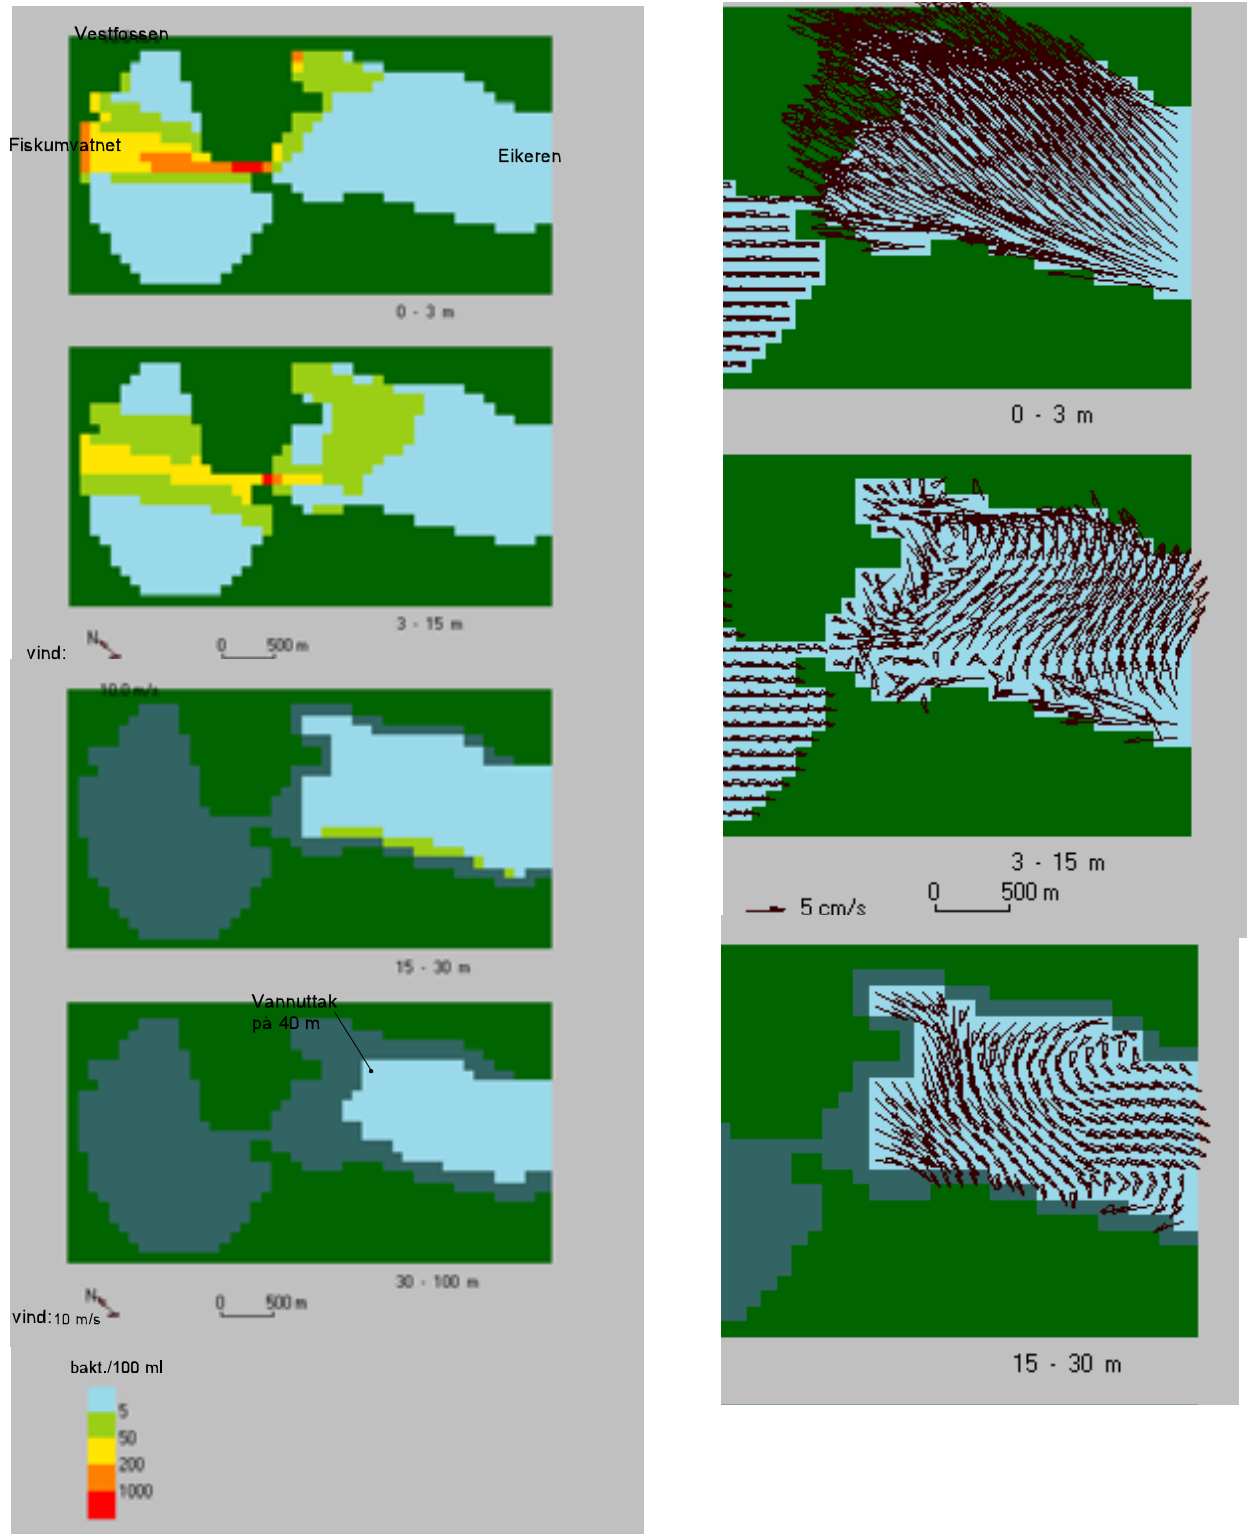 Vestfossen
Fiskumvatnet
Eikeren
0 - 3 m
3 - 15 m
N
0 500 m
vind:
10.0 m/s
15 - 30 m
Vannuttak
på 40 m
30 - 100 m
N
0 500 m
vind: 10 m/s
bakt./100 ml
5
50
200
1000
0 - 3 m
3 - 15 m
5 cm/s
0 500 m
15 - 30 m